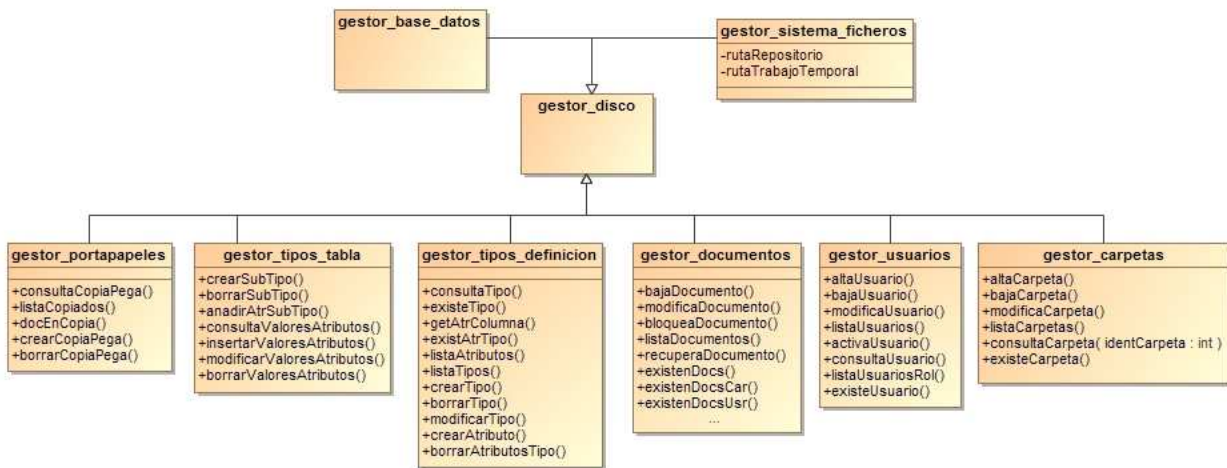 gestor_base_datos
gestor_sistema_ficheros
-rutaRepositorio
-rutaTrabajoTemporal
gestor_disco
gestor_portapapeles
+consultaCopiaPega()
+listaCopiados()
+docEnCopia()
+crearCopiaPega()
+borrarCopiaPega()
gestor_tipos_tabla
+crearSubTipo()
+borrarSubTipo()
+anadirAtrSubTipo()
+consultaValoresAtributos()
+insertarValoresAtributos()
+modificarValoresAtributos()
+borrarValoresAtributos()
gestor_tipos_definicion
+consultaTipo()
+existeTipo()
+getAtrColumna()
+existAtrTipo()
+listaAtributos()
+listaTipos()
+crearTipo()
+borrarTipo()
+modificarTipo()
+crearAtributo()
+borrarAtributosTipo()
gestor_documentos
+bajaDocumento()
+modificaDocumento()
+bloqueaDocumento()
+listaDocumentos()
+recuperaDocumento()
+existenDocs()
+existenDocsCar()
+existenDocsUsr()
...
gestor_usuarios
+altaUsuario()
+bajaUsuario()
+modificaUsuario()
+listaUsuarios()
+activaUsuario()
+consultaUsuario()
+listaUsuariosRol()
+existeUsuario()
gestor_carpetas
+altaCarpeta()
+bajaCarpeta()
+modificaCarpeta()
+listaCarpetas()
+consultaCarpeta( identCarpeta : int )
+existeCarpeta()